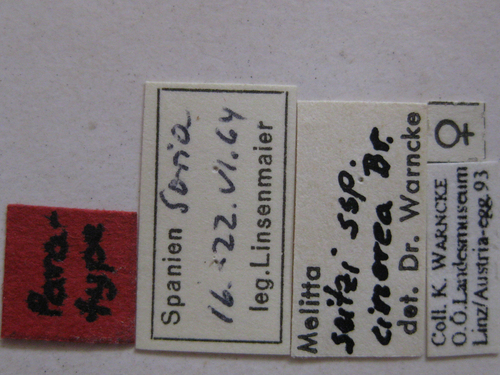 Para-
type
Spanien Soria
16.-22.VI.64
leg.Linsenmaier
Melitta
seitzi ssp.
cinerea Br.
det. Dr. Warncke
♀
Coll. K. WARNCKE
O.Ö.Landesmuseum
Linz/Austria-egg.93